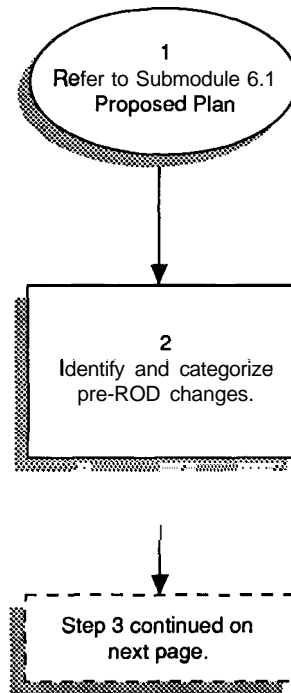 1
Refer to Submodule 6.1
Proposed Plan
2
Identify and categorize
pre-ROD changes.
Step 3 continued on
next page.